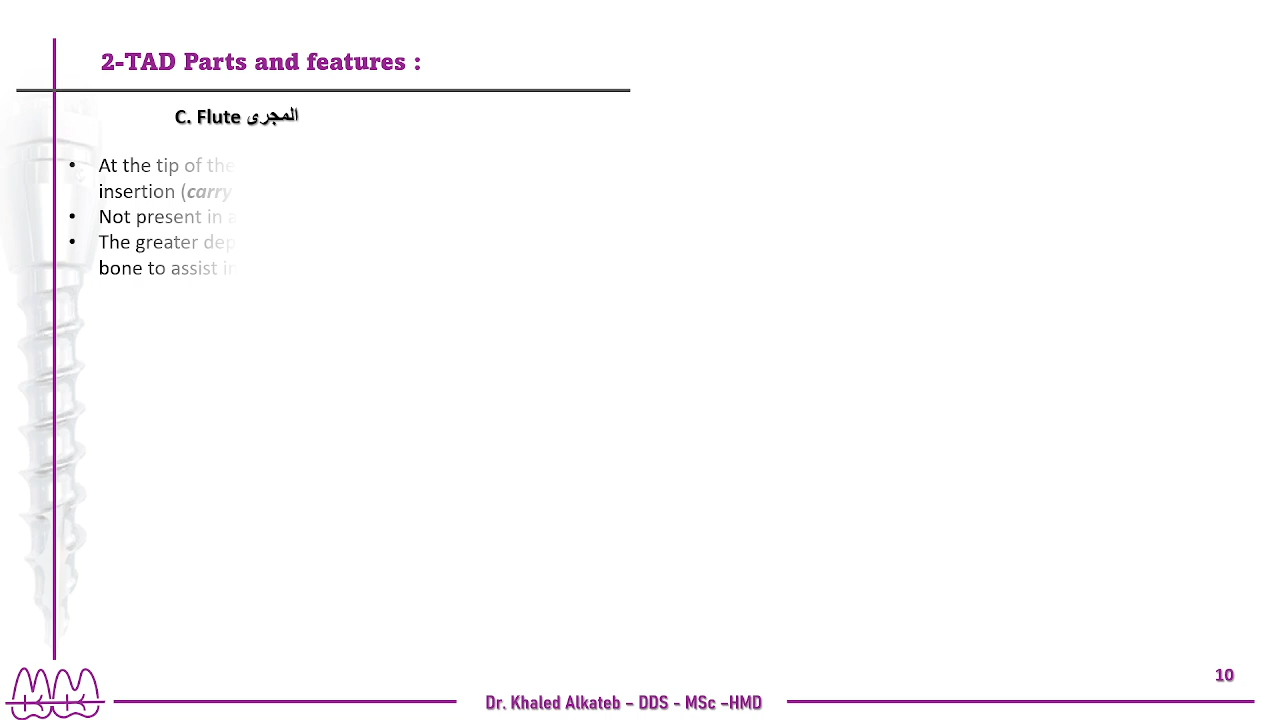 2-TAD Parts and features :
C. Flute المجرى
• At the tip of the
insertion (carry
• Not present in a
• The greater dep
bone to assist in
10
Dr. Khaled Alkateb – DDS - MSc –HMD